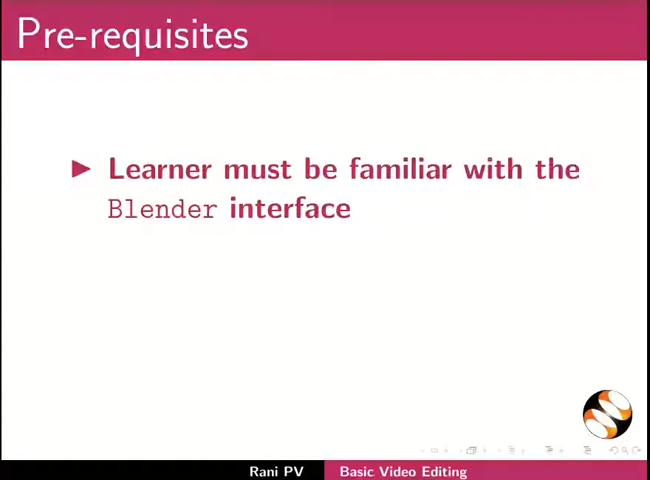 Pre-requisites
Learner must be familiar with the
Blender interface
Rani PV
Basic Video Editing